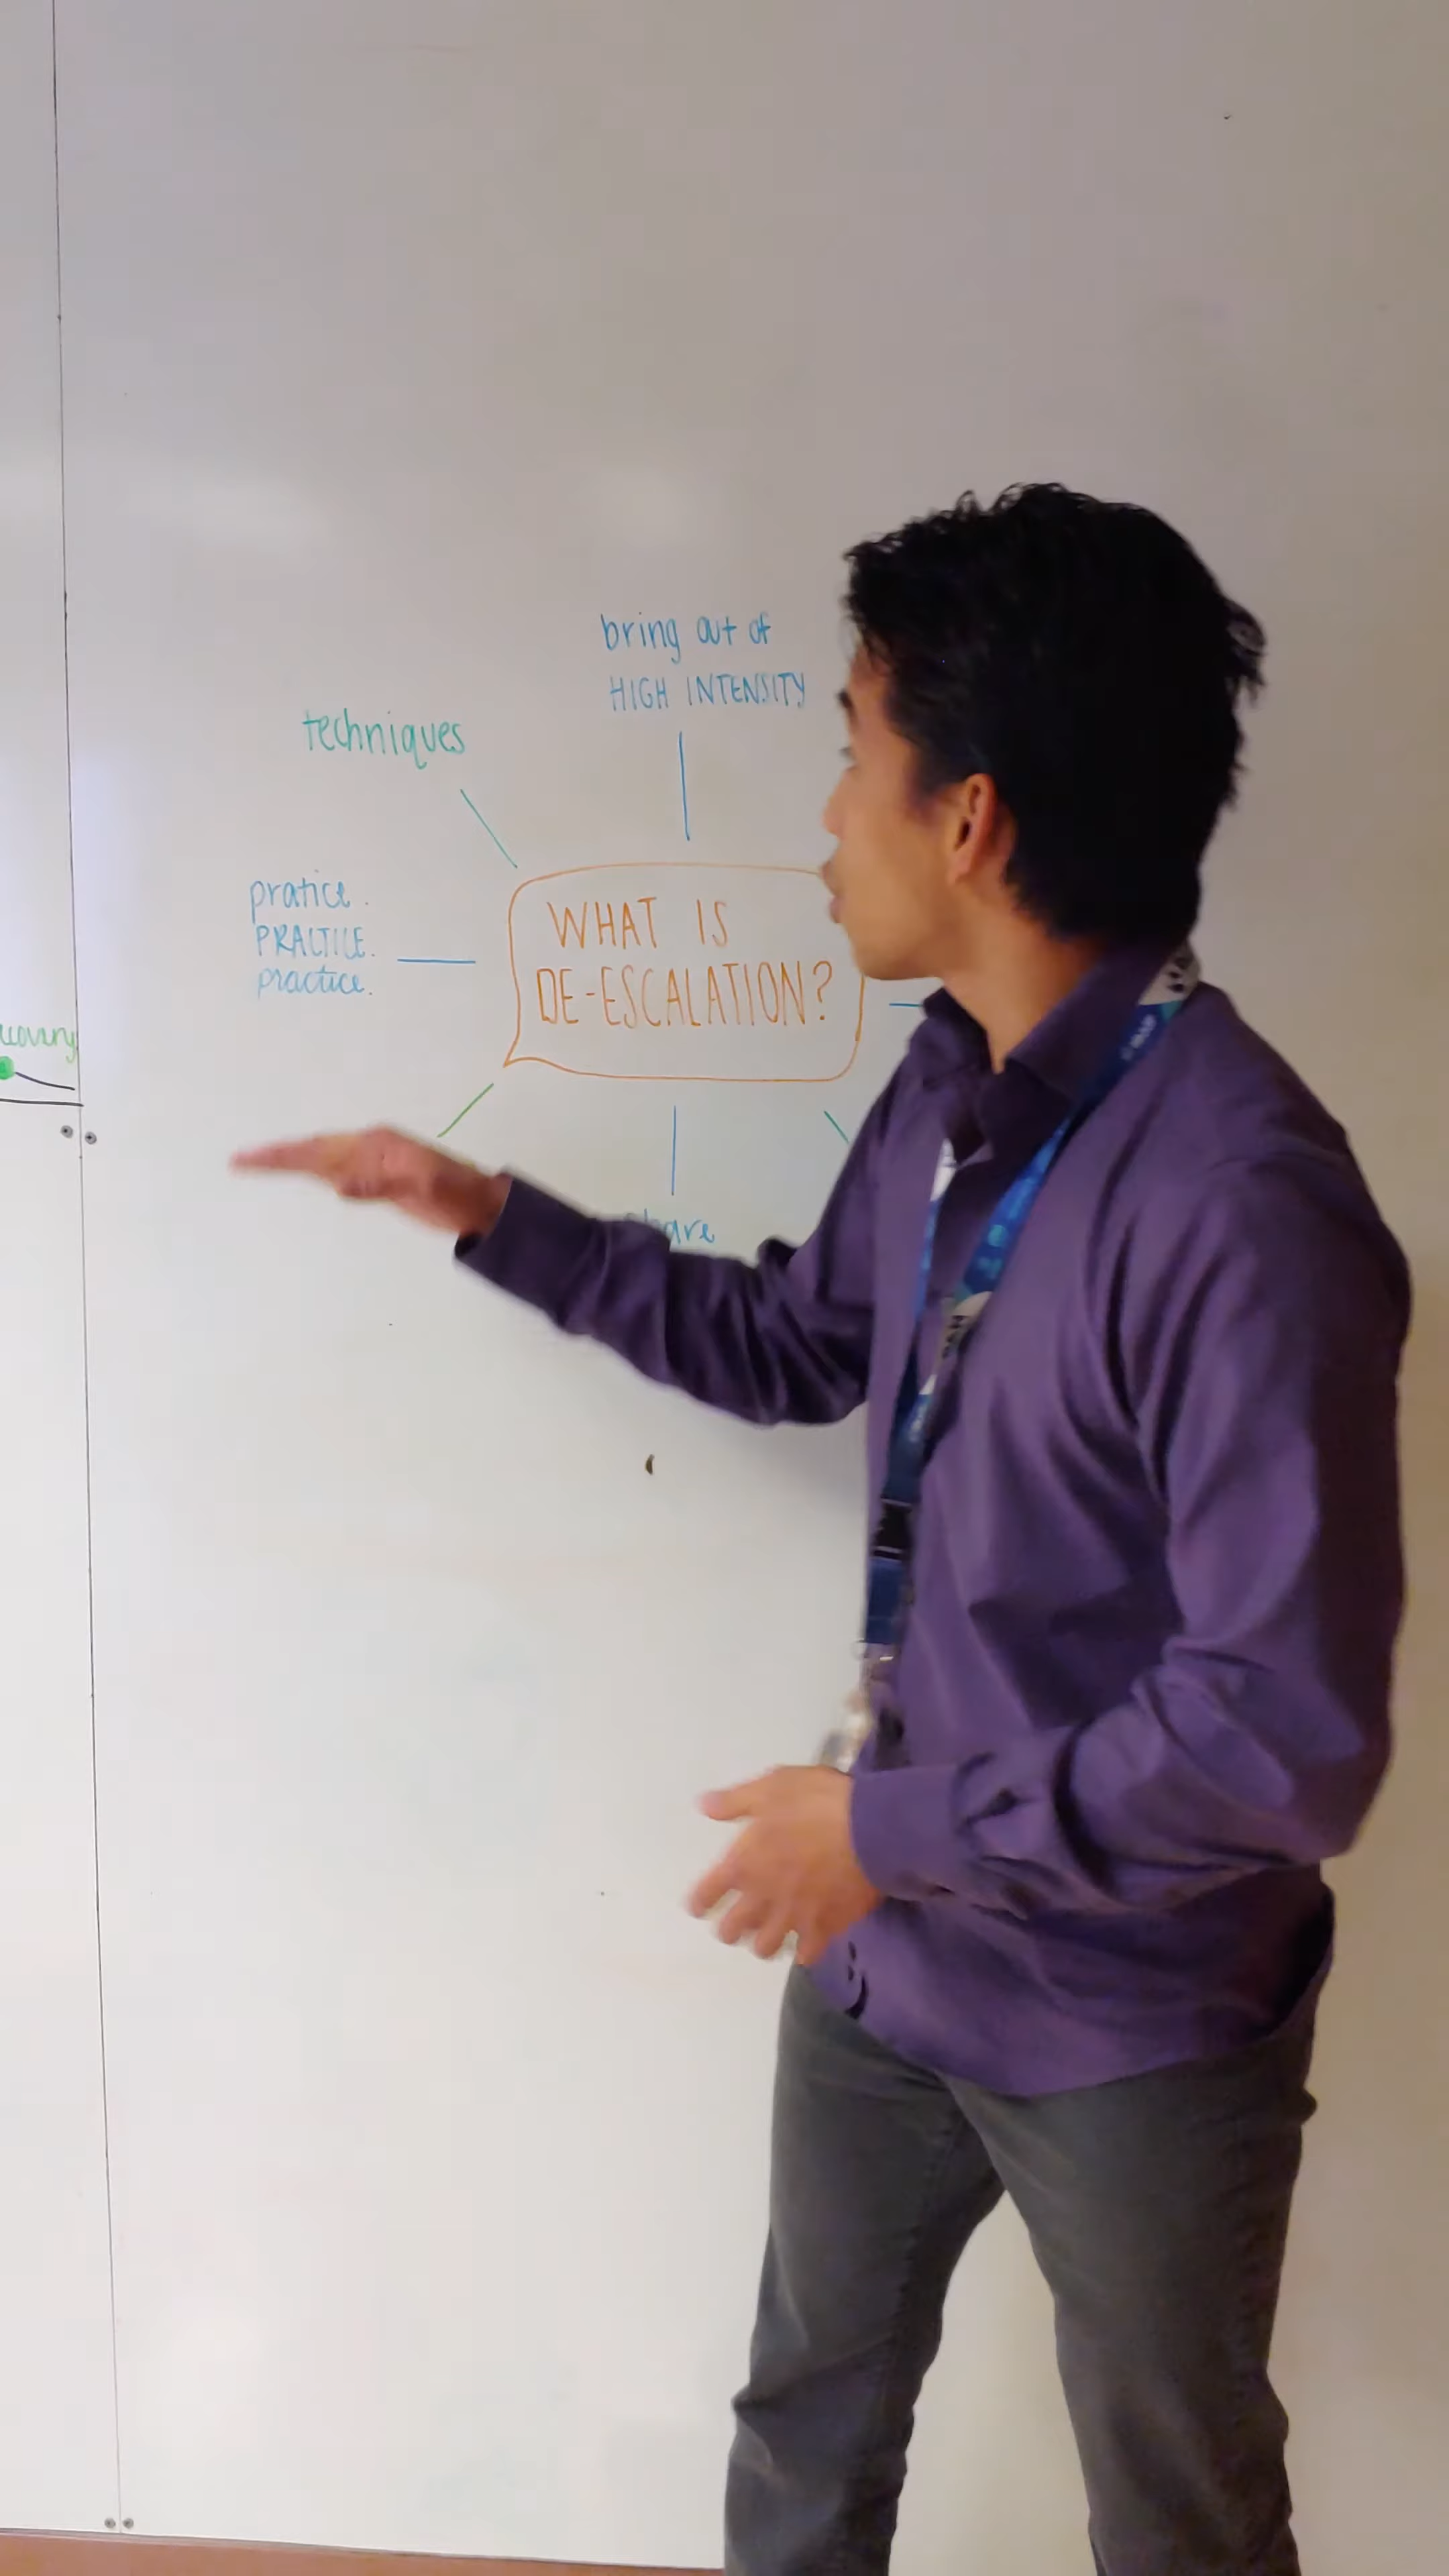 bring out of
HIGH INTENSITY
techniques
WHAT IS
DE-ESCALATION?
pratice.
PRACTICE.
practice.